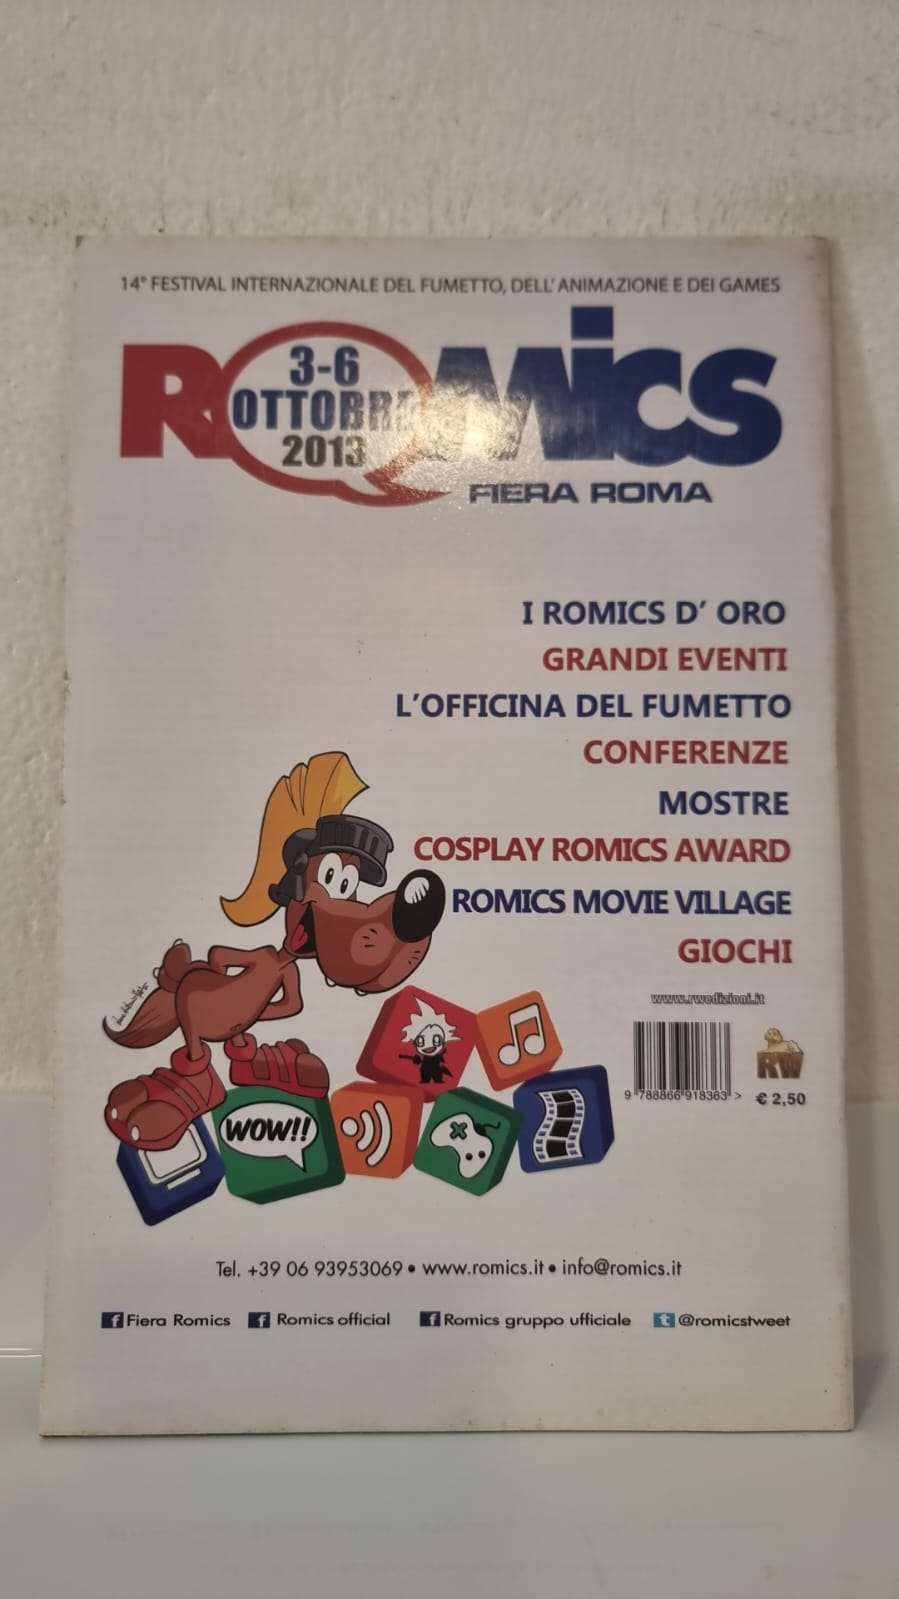 14° FESTIVAL INTERNAZIONALE DEL FUMETTO, DELL'ANIMAZIONE E DEI GAMES
ROMICS
3-6
OTTOBRE
2013
FIERA ROMA
I ROMICS D' ORO
GRANDI EVENTI
L'OFFICINA DEL FUMETTO
CONFERENZE
MOSTRE
COSPLAY ROMICS AWARD
ROMICS MOVIE VILLAGE
GIOCHI
www.rwedizioni.it
RW
9 788866 918363 >
€ 2,50
WOW!!
Tel. +39 06 93953069 • www.romics.it • info@romics.it
f Fiera Romics f Romics official f Romics gruppo ufficiale t @romicstweet